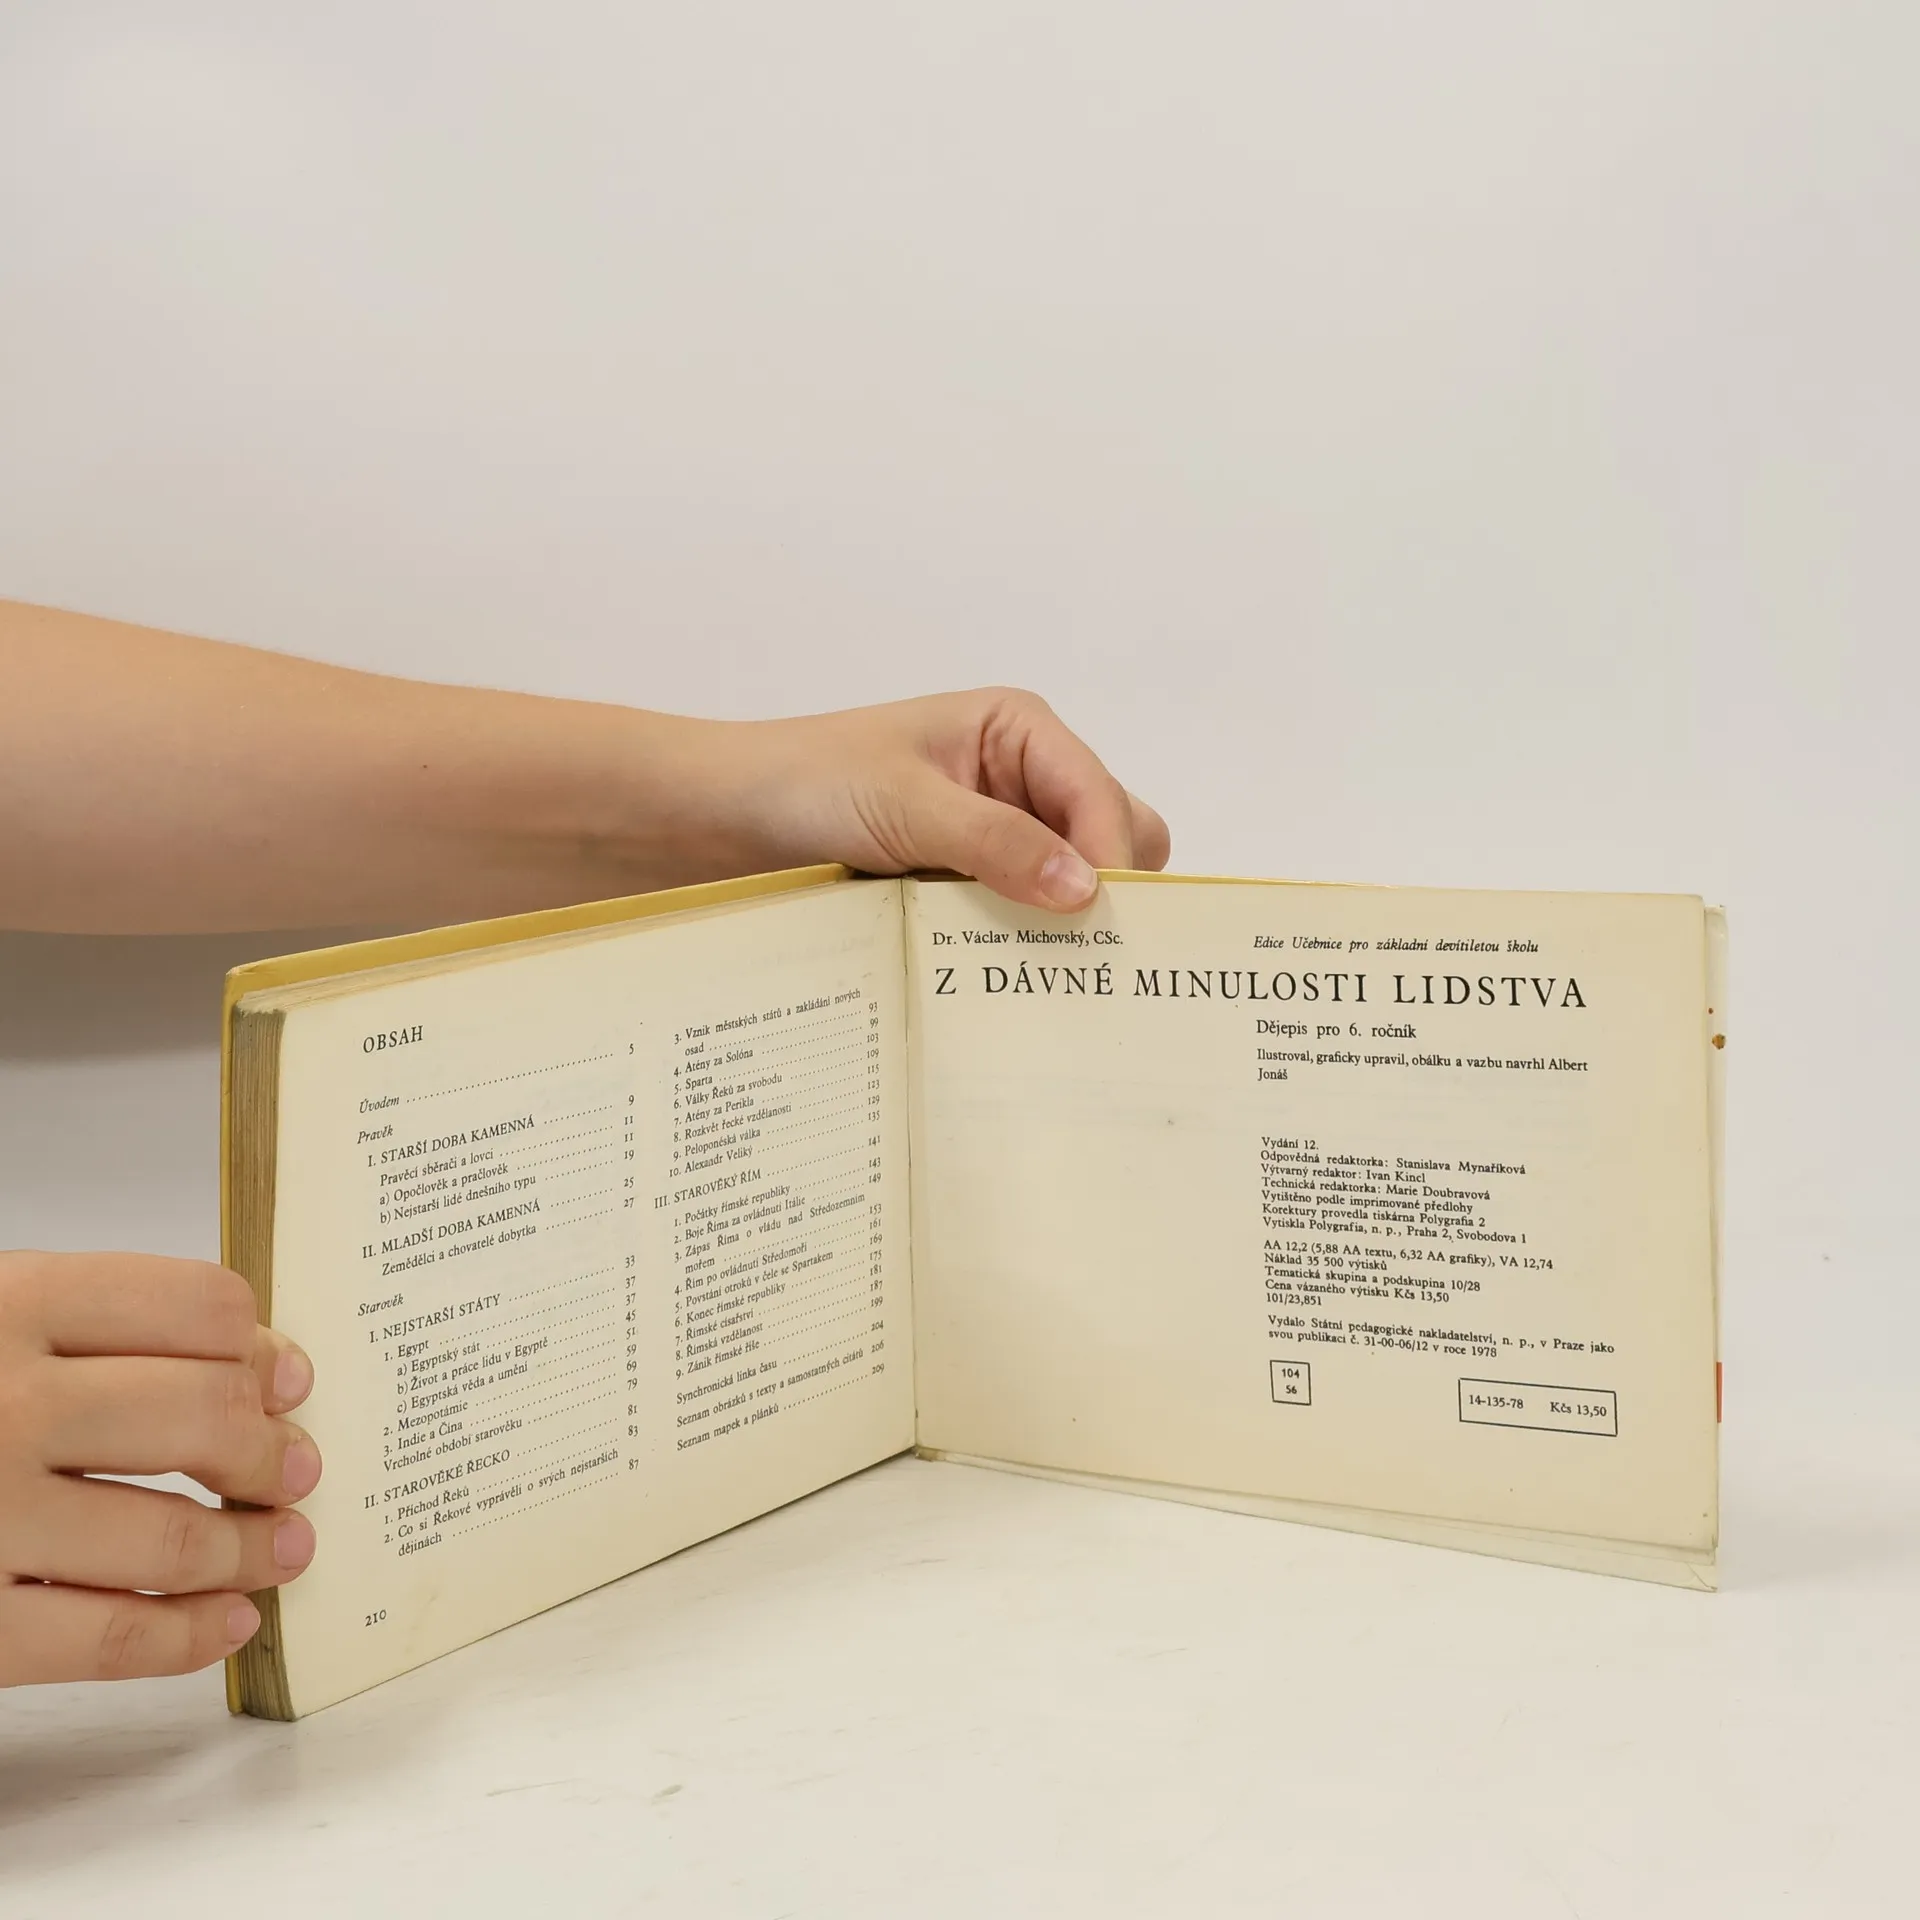 OBSAH
Úvodem ........ 5
Pravěk
I. STARŠÍ DOBA KAMENNÁ ........ 9
Pravěcí sběrači a lovci ........ 11
a) Opočlověk a pračlověk ........ 11
b) Nejstarší lidé dnešního typu ........ 19
II. MLADŠÍ DOBA KAMENNÁ ........ 25
Zemědělci a chovatelé dobytka ........ 27
Starověk
I. NEJSTARŠÍ STÁTY ........ 33
1. Egypt ........ 37
a) Egyptský stát ........ 37
b) Život a práce lidu v Egyptě ........ 45
c) Egyptská věda a umění ........ 51
2. Mezopotámie ........ 59
3. Indie a Čína ........ 69
Vrcholné období starověku ........ 79
II. STAROVĚKÉ ŘECKO ........ 81
1. Příchod Řeků ........ 83
2. Co si Řekové vyprávěli o svých nejstarších
dějinách ........ 87
210
3. Vznik městských států a zakládání nových
osad ........ 93
4. Atény za Solóna ........ 99
5. Sparta ........ 103
6. Války Řeků za svobodu ........ 109
7. Atény za Perikla ........ 115
8. Rozkvět řecké vzdělanosti ........ 123
9. Peloponéská válka ........ 129
10. Alexandr Veliký ........ 135
III. STAROVĚKÝ ŘÍM ........ 141
1. Počátky římské republiky ........ 143
2. Boje Říma za ovládnutí Itálie ........ 149
3. Zápas Říma o vládu nad Středozemním
mořem ........ 153
4. Řím po ovládnutí Středomoří ........ 161
5. Povstání otroků v čele se Spartakem ........ 169
6. Konec římské republiky ........ 175
7. Římské císařství ........ 181
8. Římská vzdělanost ........ 187
9. Zánik římské říše ........ 199
Synchronická linka času ........ 204
Seznam obrázků s texty a samostatných citátů 206
Seznam mapek a plánků ........ 209
Dr. Václav Michovský, CSc.
Edice Učebnice pro základní devítiletou školu
Z DÁVNÉ MINULOSTI LIDSTVA
Dějepis pro 6. ročník
Ilustroval, graficky upravil, obálku a vazbu navrhl Albert
Jonáš
Vydání 12.
Odpovědná redaktorka: Stanislava Mynaříková
Výtvarný redaktor: Ivan Kincl
Technická redaktorka: Marie Doubravová
Vytištěno podle imprimované předlohy
Korektury provedla tiskárna Polygrafia 2
Vytiskla Polygrafia, n. p., Praha 2, Svobodova 1
AA 12,2 (5,88 AA textu, 6,32 AA grafiky), VA 12,74
Náklad 35 500 výtisků
Tematická skupina a podskupina 10/28
Cena vázaného výtisku Kčs 13,50
101/23,851
Vydalo Státní pedagogické nakladatelství, n. p., v Praze jako
svou publikaci č. 31-00-06/12 v roce 1978
104
56
14-135-78 Kčs 13,50